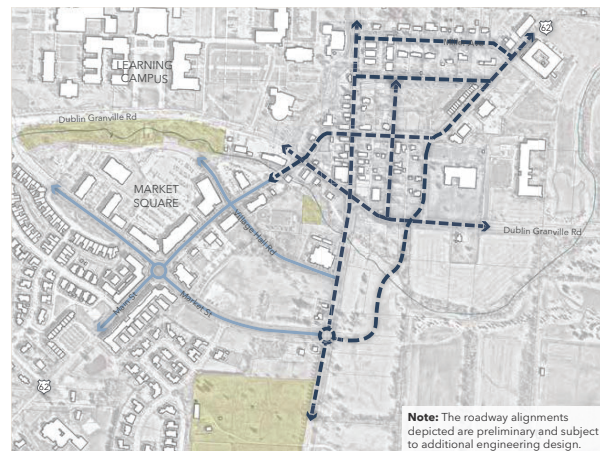 62
LEARNING
CAMPUS
Dublin Granville Rd
MARKET
SQUARE
Village Hall Rd
Dublin Granville Rd
Main St
Market St
62
Note: The roadway alignments
depicted are preliminary and subject
to additional engineering design.